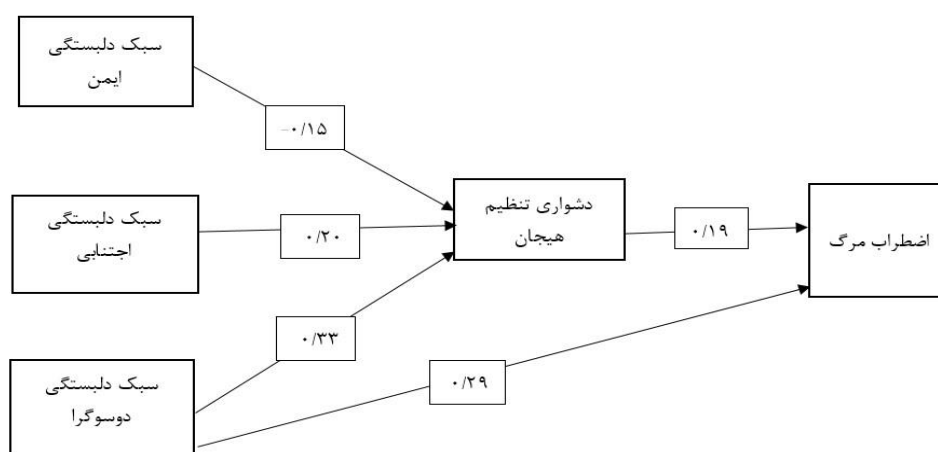 سبک دلبستگی
ایمن
-۰/۱۵
سبک دلبستگی
اجتنابی
۰/۲۰
دشواری تنظیم
هیجان
۰/۱۹
اضطراب مرگ
۰/۳۳
سبک دلبستگی
دوسوگرا
۰/۲۹